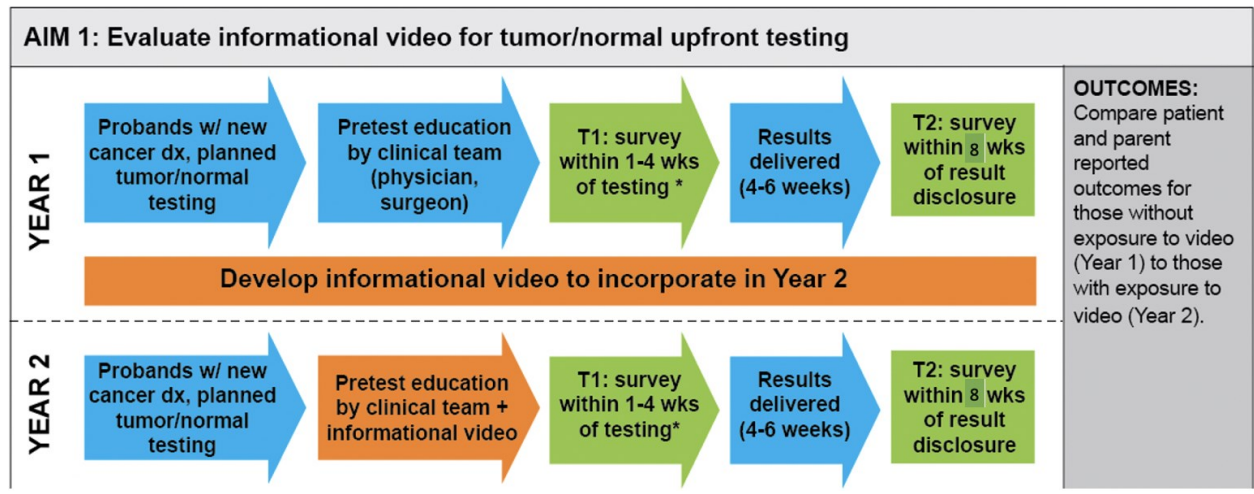 AIM 1: Evaluate informational video for tumor/normal upfront testing
YEAR 1
Probands w/ new
cancer dx, planned
tumor/normal
testing
Pretest education
by clinical team
(physician,
surgeon)
T1: survey
within 1-4 wks
of testing *
Results
delivered
(4-6 weeks)
T2: survey
within 8 wks
of result
disclosure
Develop informational video to incorporate in Year 2
YEAR 2
Probands w/ new
cancer dx, planned
tumor/normal
testing
Pretest education
by clinical team +
informational video
T1: survey
within 1-4 wks
of testing*
Results
delivered
(4-6 weeks)
T2: survey
within 8 wks
of result
disclosure
OUTCOMES:
Compare patient
and parent
reported
outcomes for
those without
exposure to video
(Year 1) to those
with exposure to
video (Year 2).